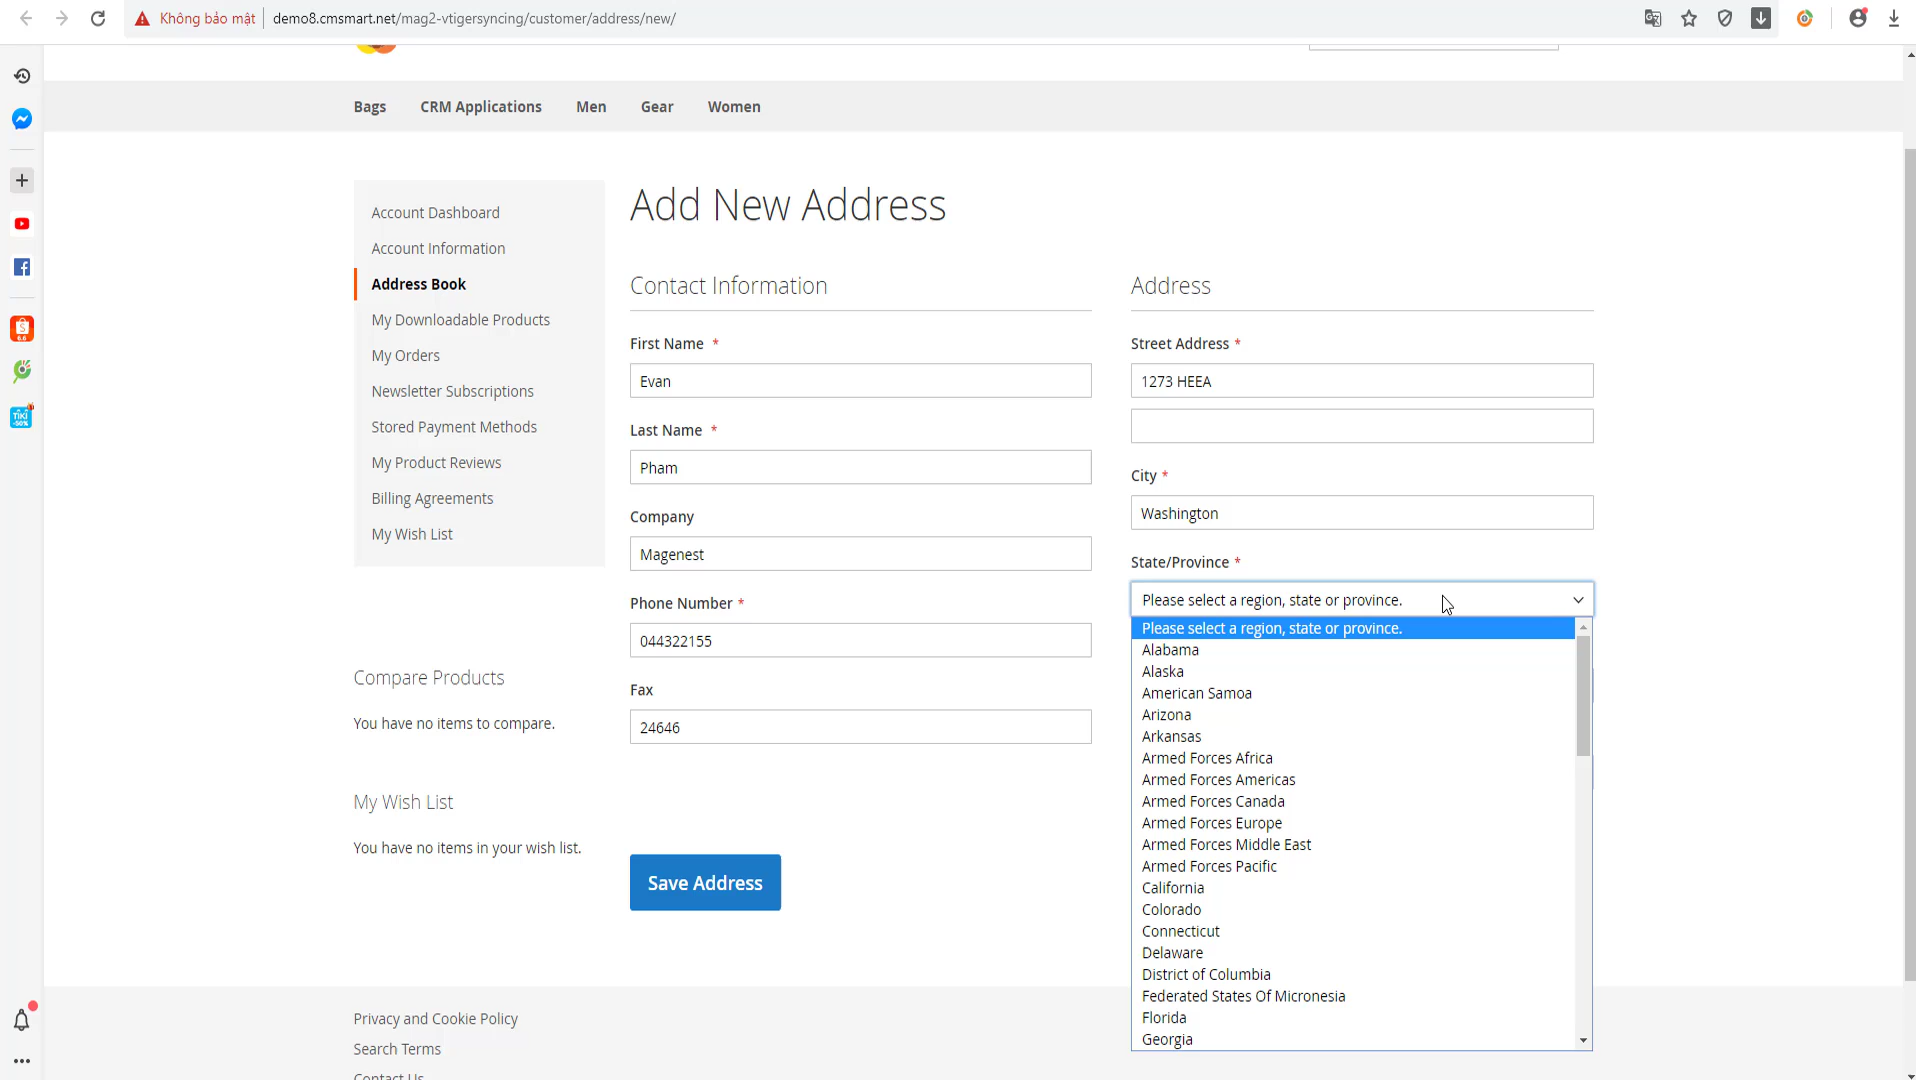 Không bảo mật
demo8.cmsmart.net/mag2-vtigersyncing/customer/address/new/
Bags CRM Applications Men Gear Women
Account Dashboard
Account Information
Address Book
My Downloadable Products
My Orders
Newsletter Subscriptions
Stored Payment Methods
My Product Reviews
Billing Agreements
My Wish List
Compare Products
You have no items to compare.
My Wish List
You have no items in your wish list.
Add New Address
Contact Information
First Name *
Evan
Last Name *
Pham
Company
Magenest
Phone Number *
044322155
Fax
24646
Save Address
Address
Street Address *
1273 HEEA
City *
Washington
State/Province *
Please select a region, state or province.
Please select a region, state or province.
Alabama
Alaska
American Samoa
Arizona
Arkansas
Armed Forces Africa
Armed Forces Americas
Armed Forces Canada
Armed Forces Europe
Armed Forces Middle East
Armed Forces Pacific
California
Colorado
Connecticut
Delaware
District of Columbia
Federated States Of Micronesia
Florida
Georgia
Privacy and Cookie Policy
Search Terms
Contact Us